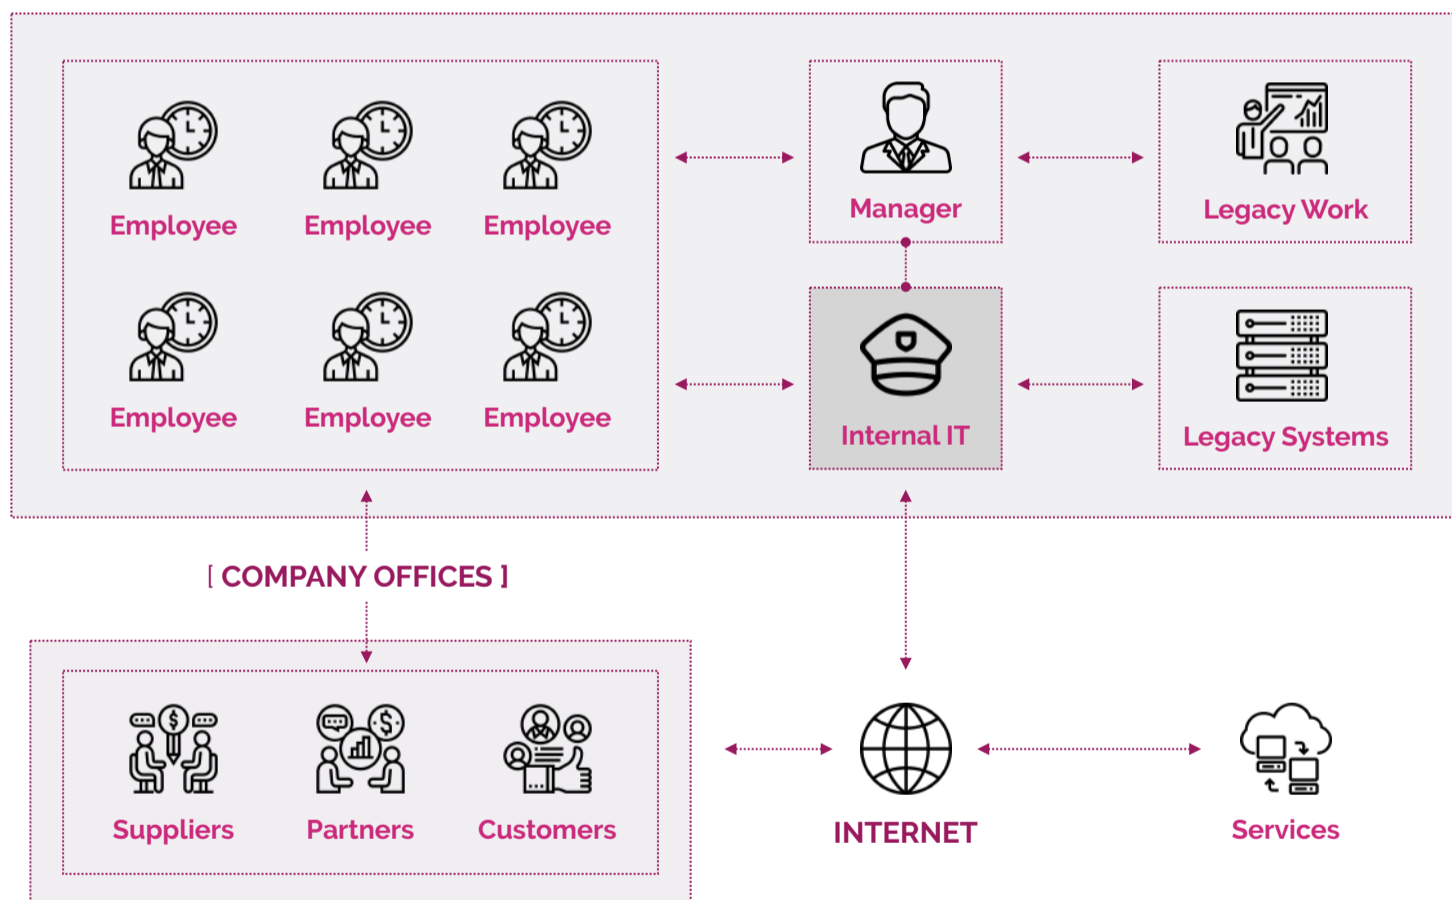 Employee
Employee
Employee
Manager
Legacy Work
Employee
Employee
Employee
Internal IT
Legacy Systems
[ COMPANY OFFICES ]
Suppliers
Partners
Customers
INTERNET
Services